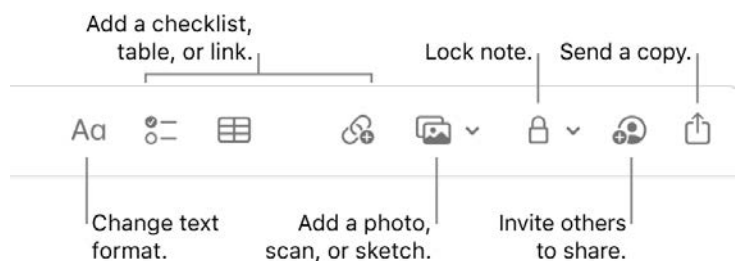 Add a checklist,
table, or link.
Lock note.
Send a copy.
Aa
Change text
format.
Add a photo,
scan, or sketch.
Invite others
to share.